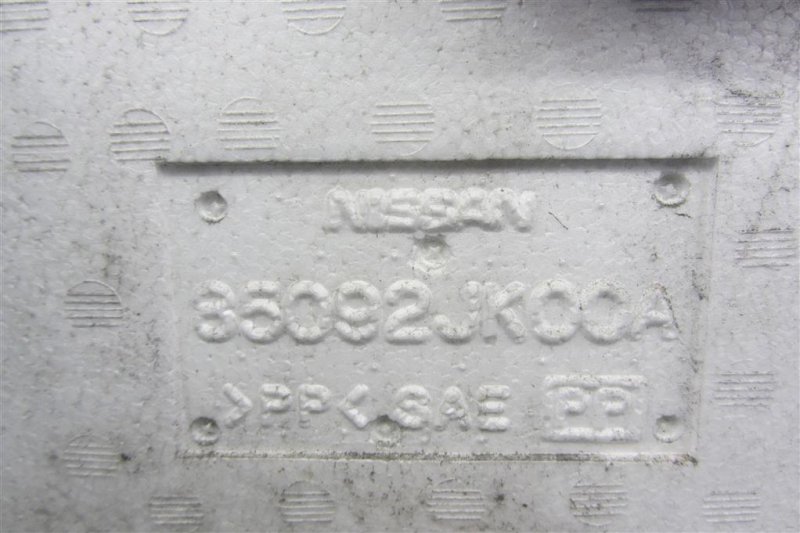 NISSAN
85092JK00A
>PP< SAE PP